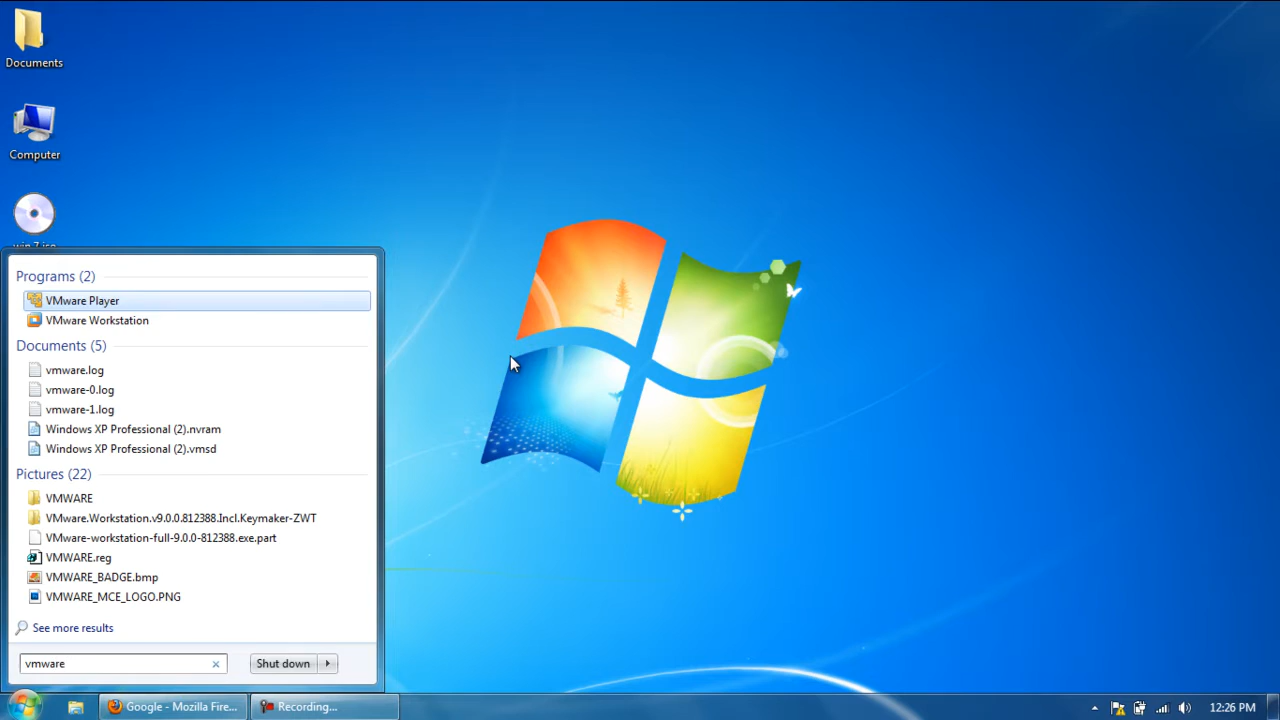 Documents
Computer
win 7.iso
Programs (2)
VMware Player
VMware Workstation
Documents (5)
vmware.log
vmware-0.log
vmware-1.log
Windows XP Professional (2).nvram
Windows XP Professional (2).vmsd
Pictures (22)
VMWARE
VMware.Workstation.v9.0.0.812388.Incl.Keymaker-ZWT
VMware-workstation-full-9.0.0-812388.exe.part
VMWARE.reg
VMWARE_BADGE.bmp
VMWARE_MCE_LOGO.PNG
See more results
vmware
Shut down
Google - Mozilla Fire...
Recording...
12:26 PM